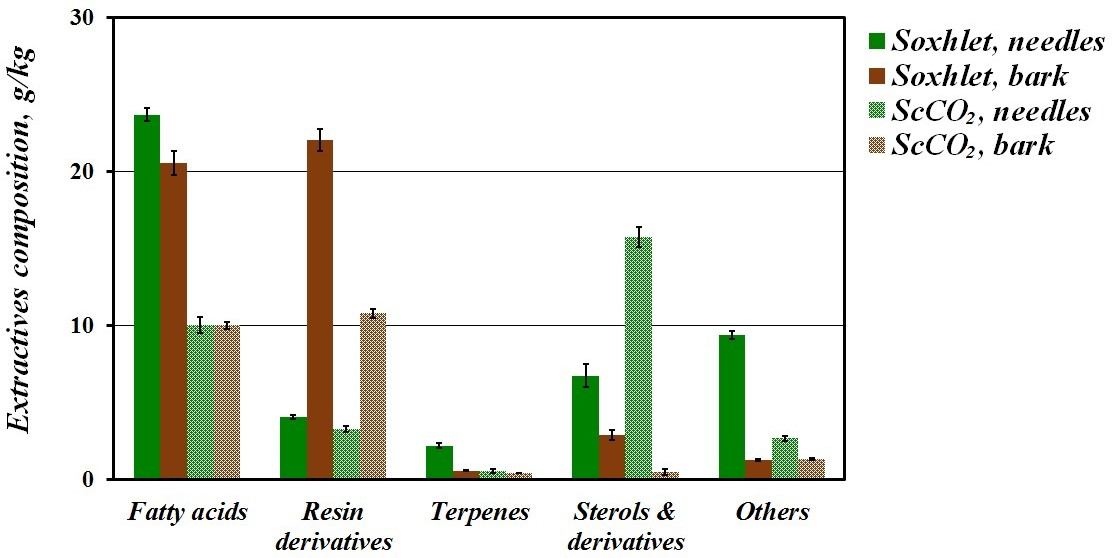 Extractives composition, g/kg
30
20
10
0
Fatty acids
Resin
derivatives
Terpenes
Sterols &
derivatives
Others
Soxhlet, needles
Soxhlet, bark
ScCO₂, needles
ScCO₂, bark